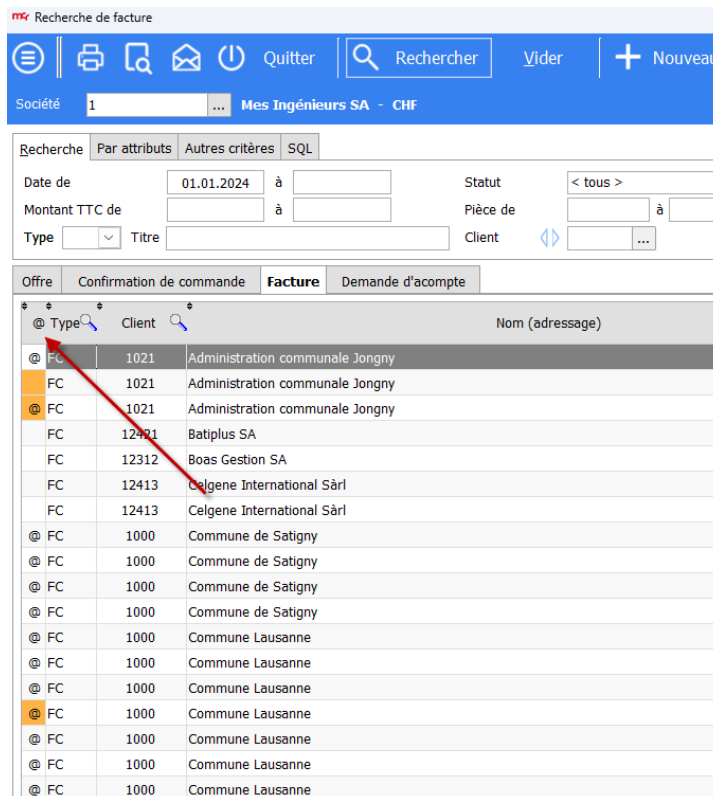 mcr Recherche de facture
Quitter Rechercher Vider Nouveau
Société 1 ... Mes Ingénieurs SA - CHF
Recherche Par attributs Autres critères SQL
Date de 01.01.2024 à Statut < tous >
Montant TTC de à Pièce de à
Type Titre Client ...
Offre Confirmation de commande Facture Demande d'acompte
@ Type Client Nom (adressage)
@ FC 1021 Administration communale Jongny
FC 1021 Administration communale Jongny
@ FC 1021 Administration communale Jongny
FC 12421 Batiplus SA
FC 12312 Boas Gestion SA
FC 12413 Celgene International Sàrl
FC 12413 Celgene International Sàrl
@ FC 1000 Commune de Satigny
@ FC 1000 Commune de Satigny
@ FC 1000 Commune de Satigny
@ FC 1000 Commune de Satigny
@ FC 1000 Commune Lausanne
@ FC 1000 Commune Lausanne
@ FC 1000 Commune Lausanne
@ FC 1000 Commune Lausanne
@ FC 1000 Commune Lausanne
@ FC 1000 Commune Lausanne
@ FC 1000 Commune Lausanne